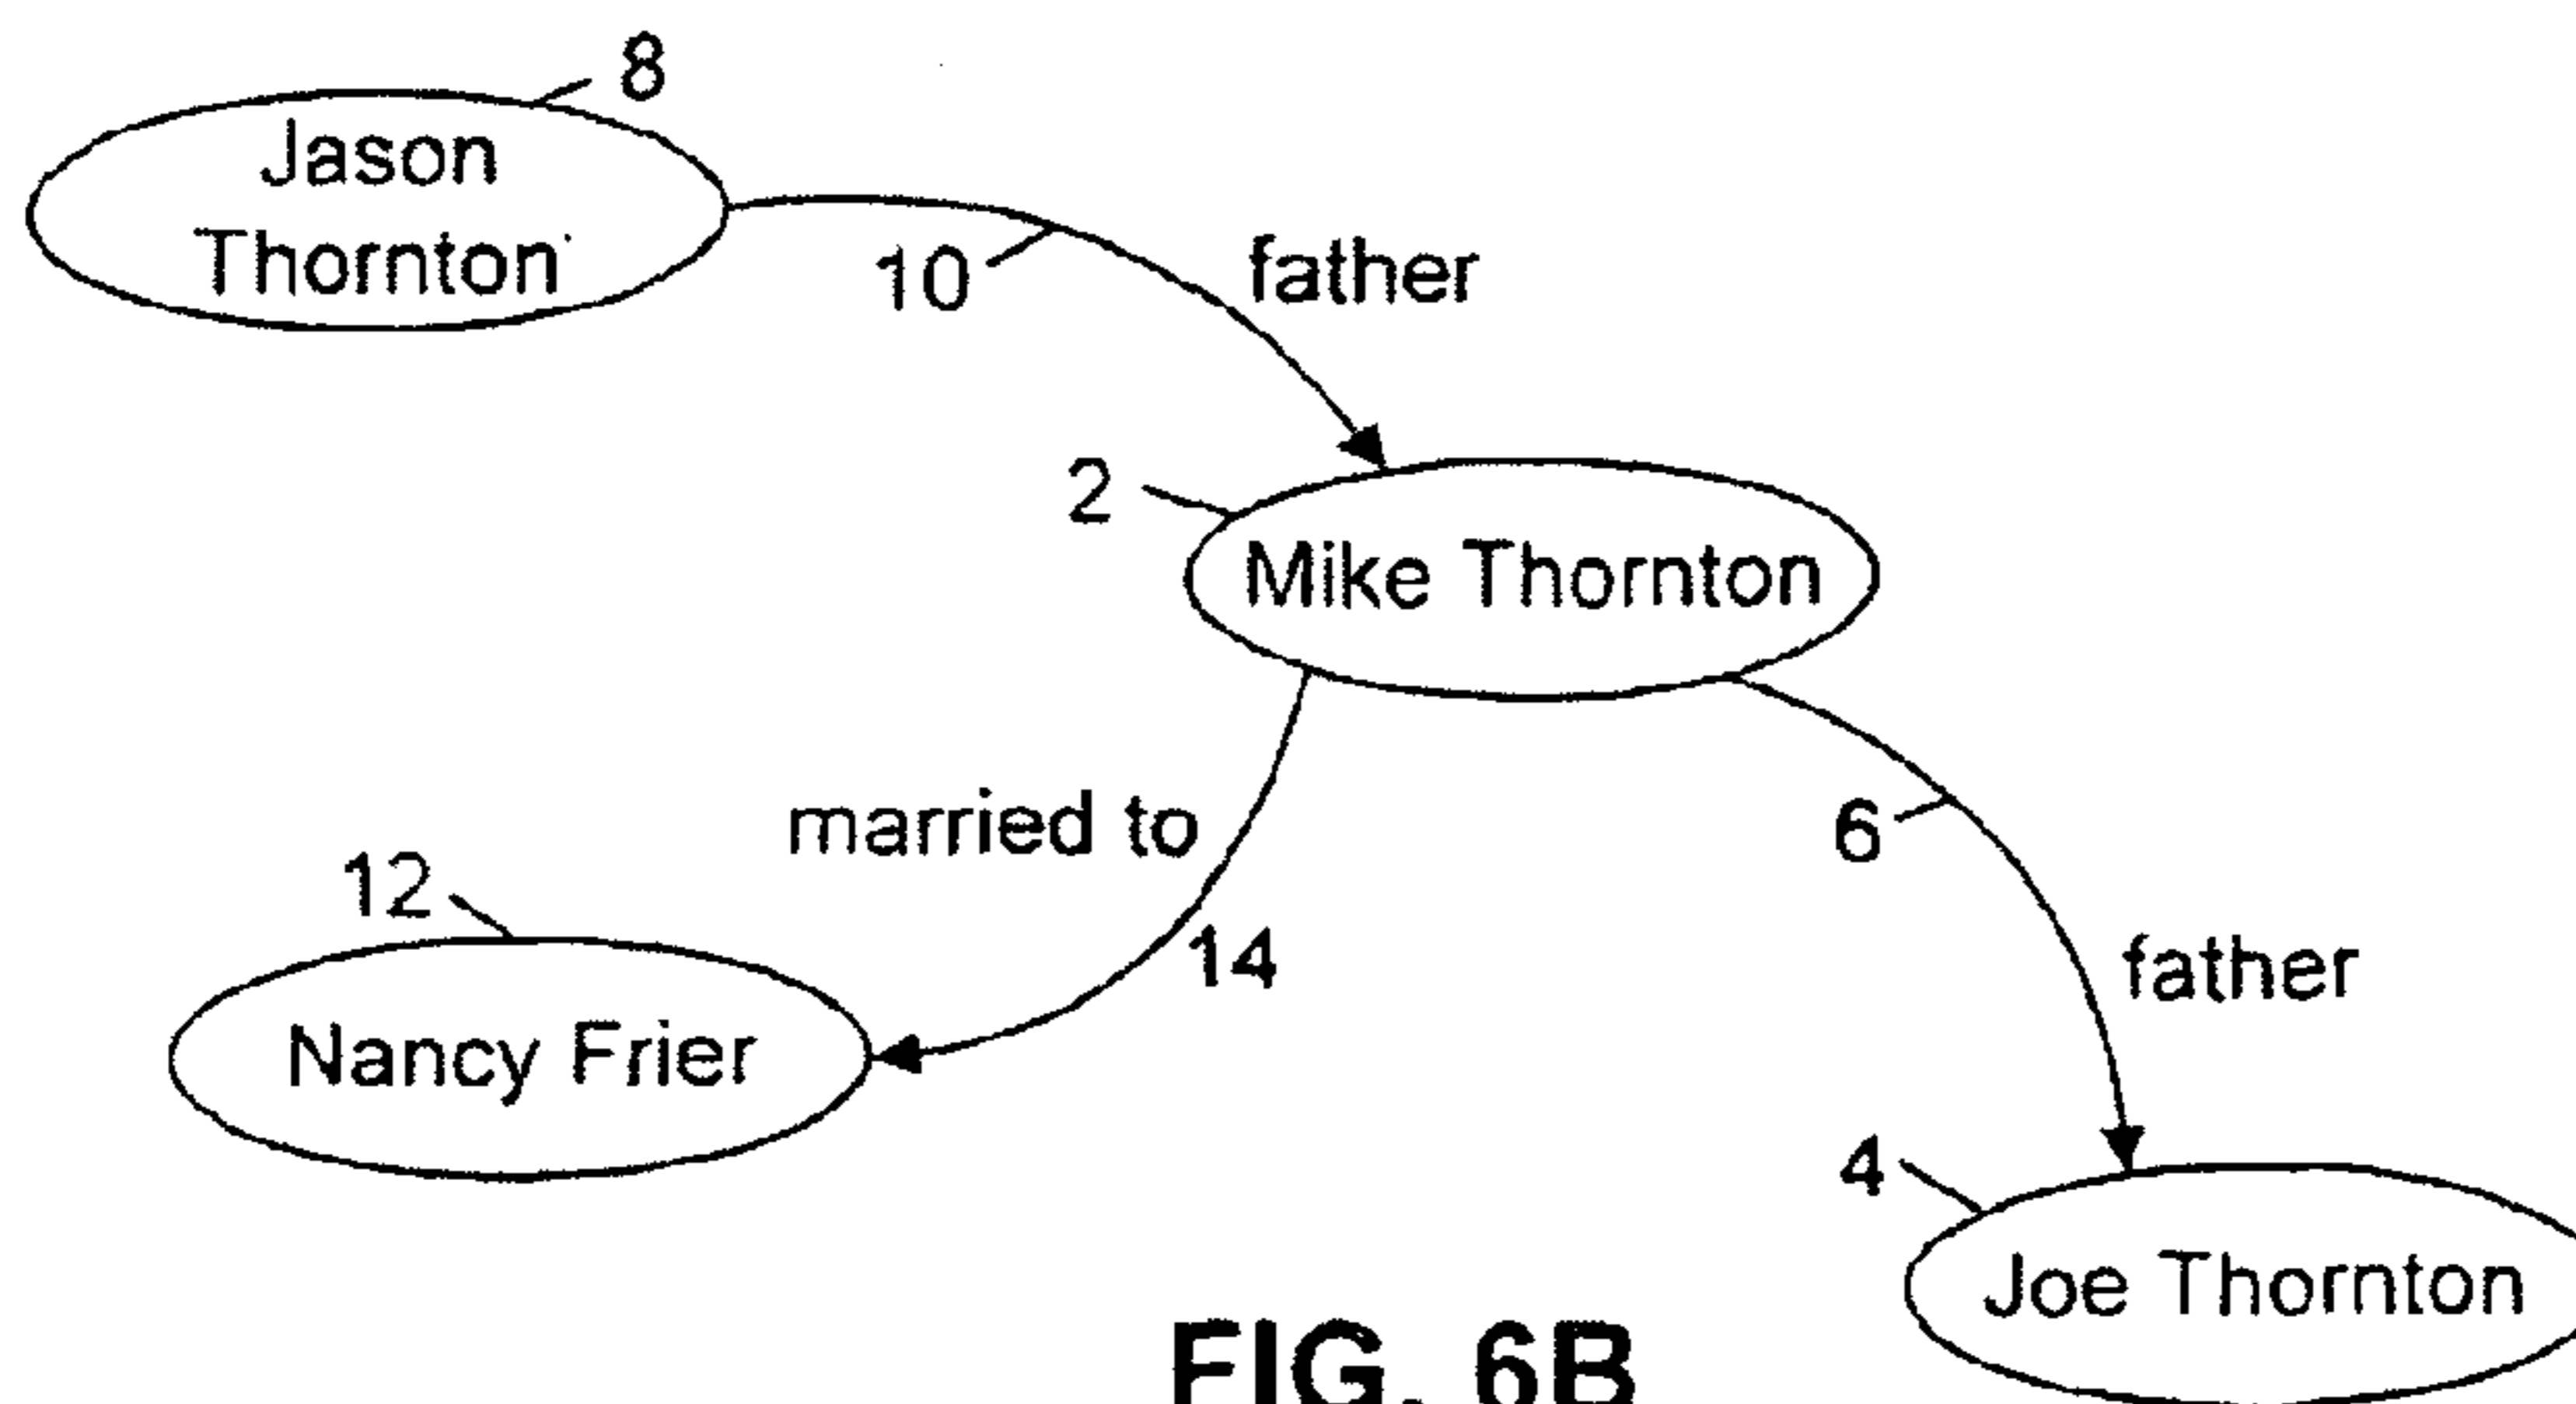 8
Jason
Thornton
10
father
2
Mike Thornton
married to
6
12
14
father
Nancy Frier
4
Joe Thornton
FIG. 6B